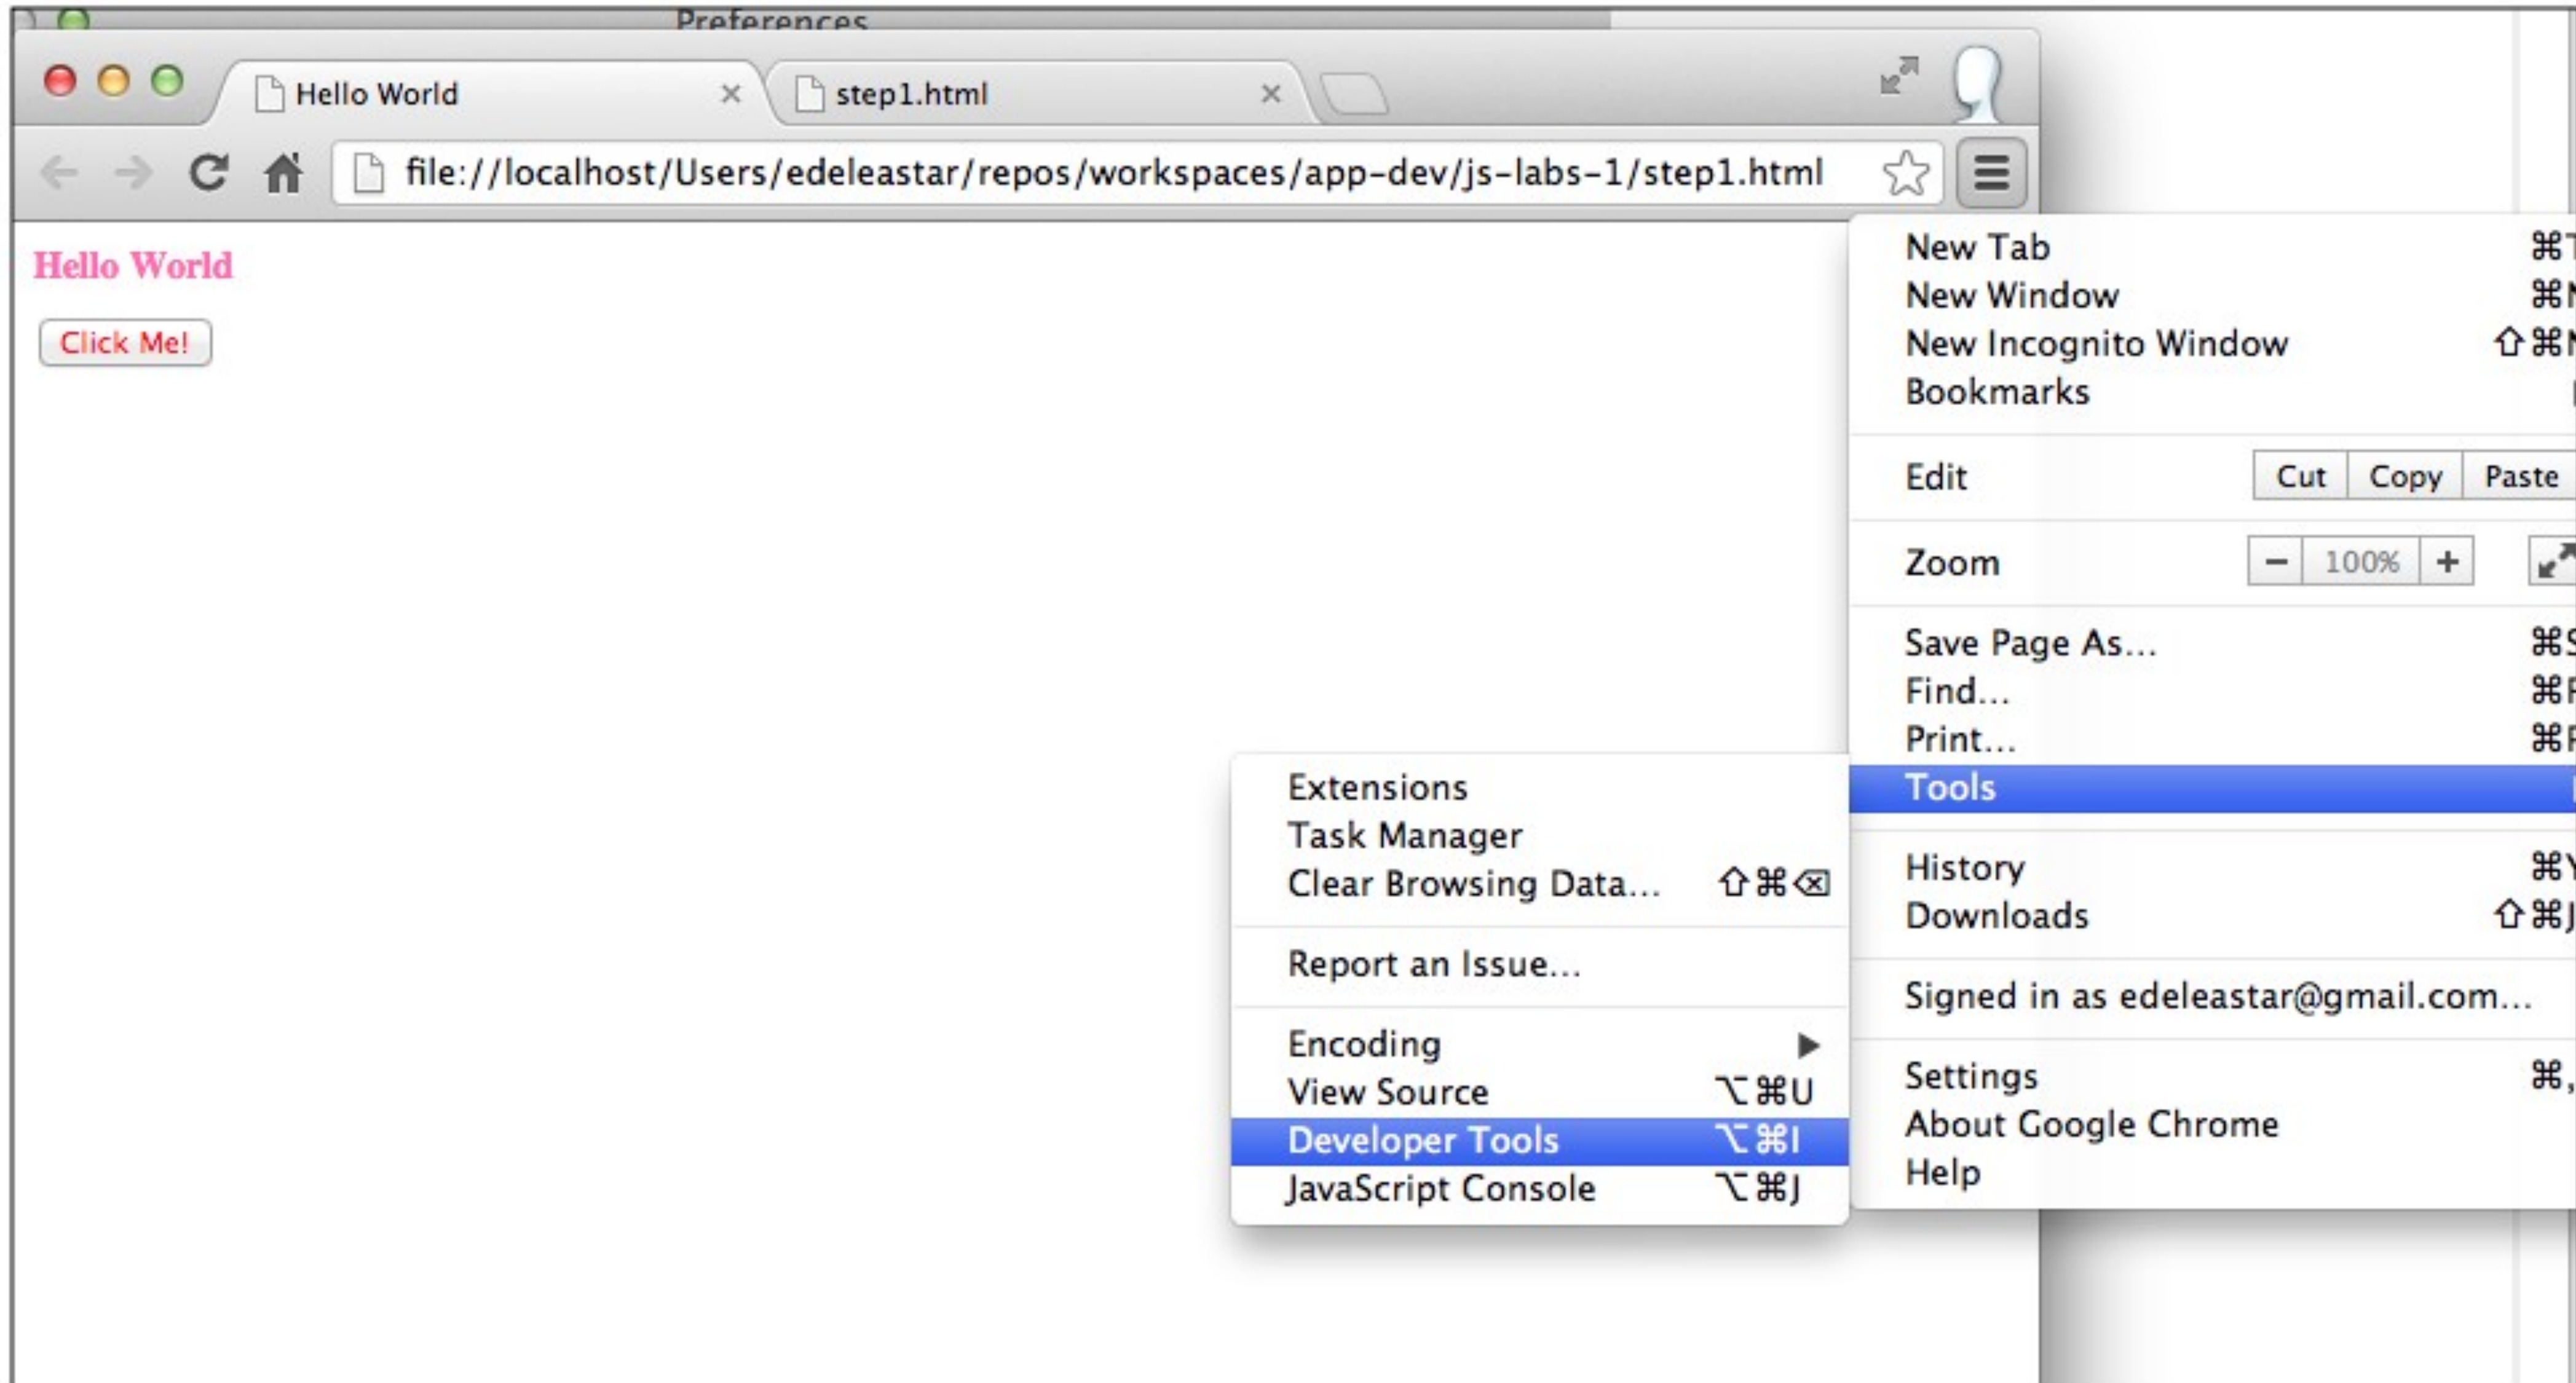 Preferences
Hello World
step1.html
file://localhost/Users/edeleastar/repos/workspaces/app-dev/js-labs-1/step1.html
Hello World
Click Me!
New Tab ⌘T
New Window ⌘N
New Incognito Window ⇧⌘N
Bookmarks
Edit Cut Copy Paste
Zoom − 100% +
Save Page As... ⌘S
Find... ⌘F
Print... ⌘P
Tools
History ⌘Y
Downloads ⇧⌘J
Signed in as edeleastar@gmail.com...
Settings ⌘,
About Google Chrome
Help
Extensions
Task Manager
Clear Browsing Data... ⇧⌘⌫
Report an Issue...
Encoding ▶
View Source ⌥⌘U
Developer Tools ⌥⌘I
JavaScript Console ⌥⌘J